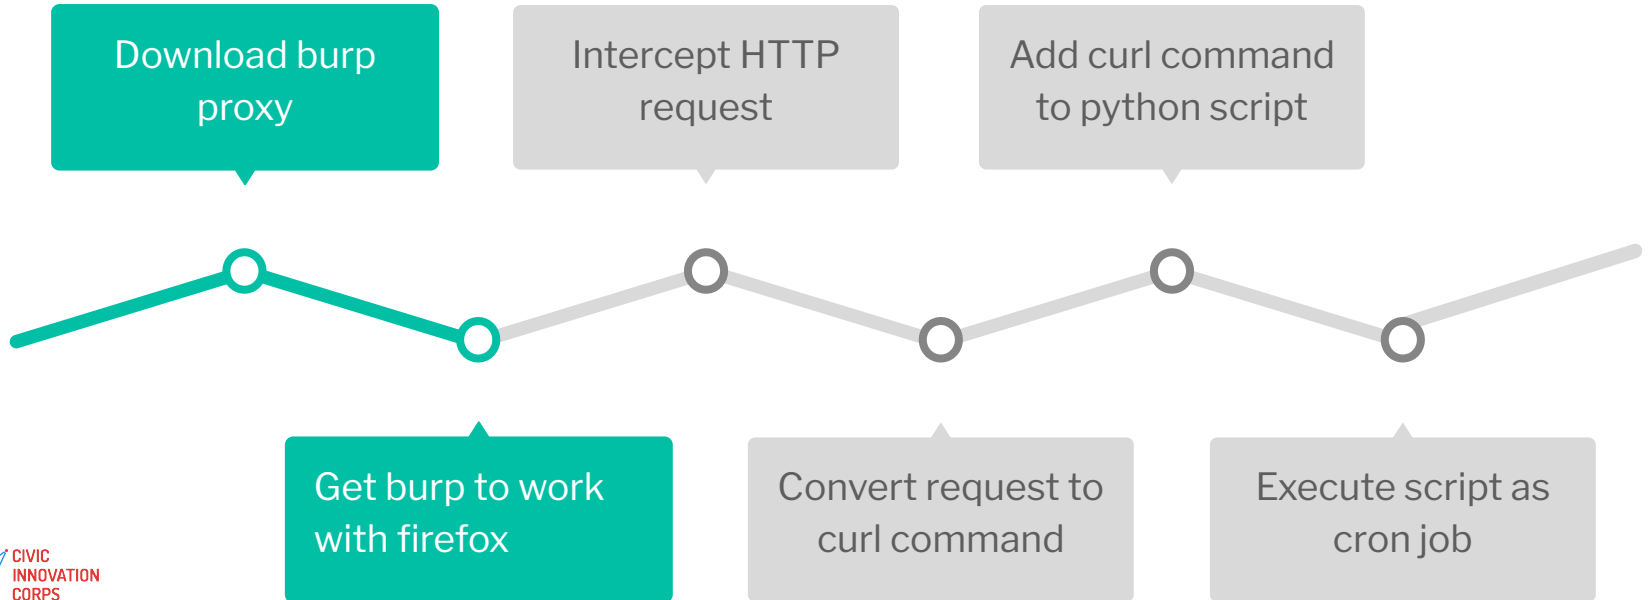 Download burp
proxy
Get burp to work
with firefox
Intercept HTTP
request
Convert request to
curl command
Add curl command
to python script
Execute script as
cron job
CIVIC
INNOVATION
CORPS